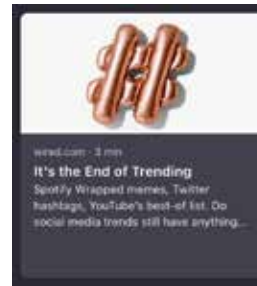 wired.com · 3 min
It's the End of Trending
Spotify Wrapped memes, Twitter
hashtags, YouTube's best-of list. Do
social media trends still have anything...